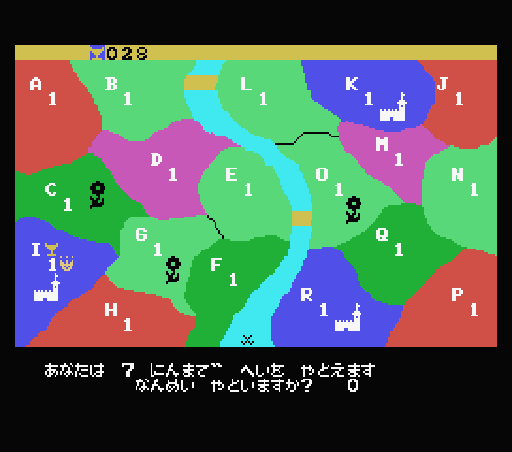 028
A 1
B 1
L 1
K 1
J 1
M 1
D 1
E 1
O 1
N 1
C 1
G 1
Q 1
I 1
F 1
H 1
R 1
P 1
あなたは 7 にんまで へいを やとえます
なんめい やといますか? 0